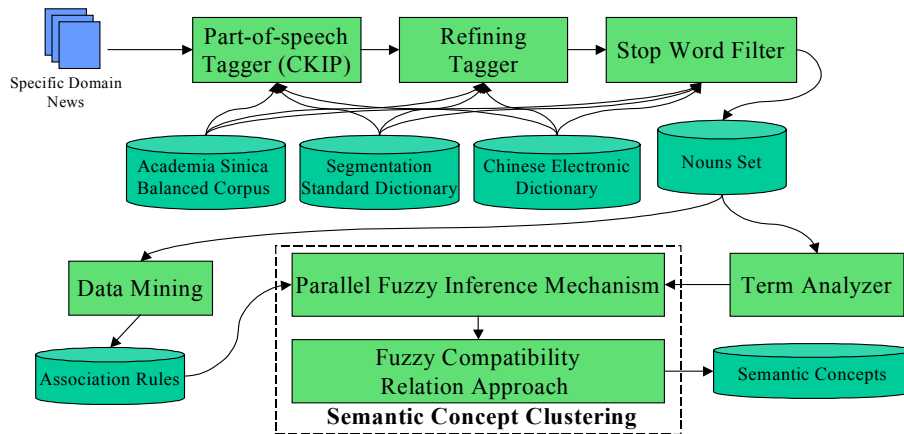 Part-of-speech
Tagger (CKIP)
Refining
Tagger
Stop Word Filter
Specific Domain
News
Academia Sinica
Balanced Corpus
Segmentation
Standard Dictionary
Chinese Electronic
Dictionary
Nouns Set
Data Mining
Parallel Fuzzy Inference Mechanism
Term Analyzer
Association Rules
Fuzzy Compatibility
Relation Approach
Semantic Concepts
Semantic Concept Clustering